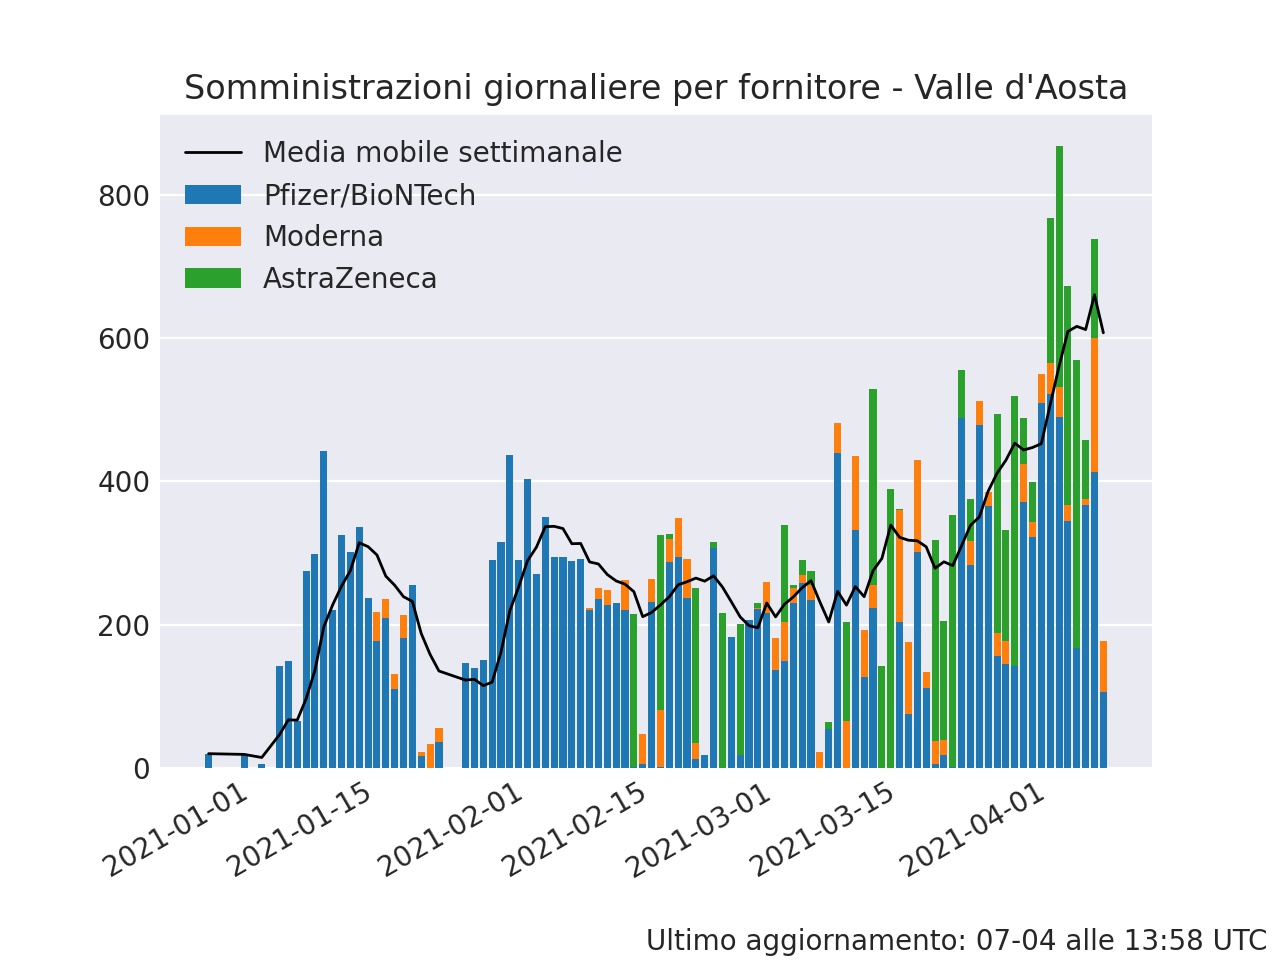 Somministrazioni giornaliere per fornitore - Valle d'Aosta
Media mobile settimanale
Pfizer/BioNTech
Moderna
AstraZeneca
800
600
400
200
0
2021-01-01
2021-01-15
2021-02-01
2021-02-15
2021-03-01
2021-03-15
2021-04-01
Ultimo aggiornamento: 07-04 alle 13:58 UTC